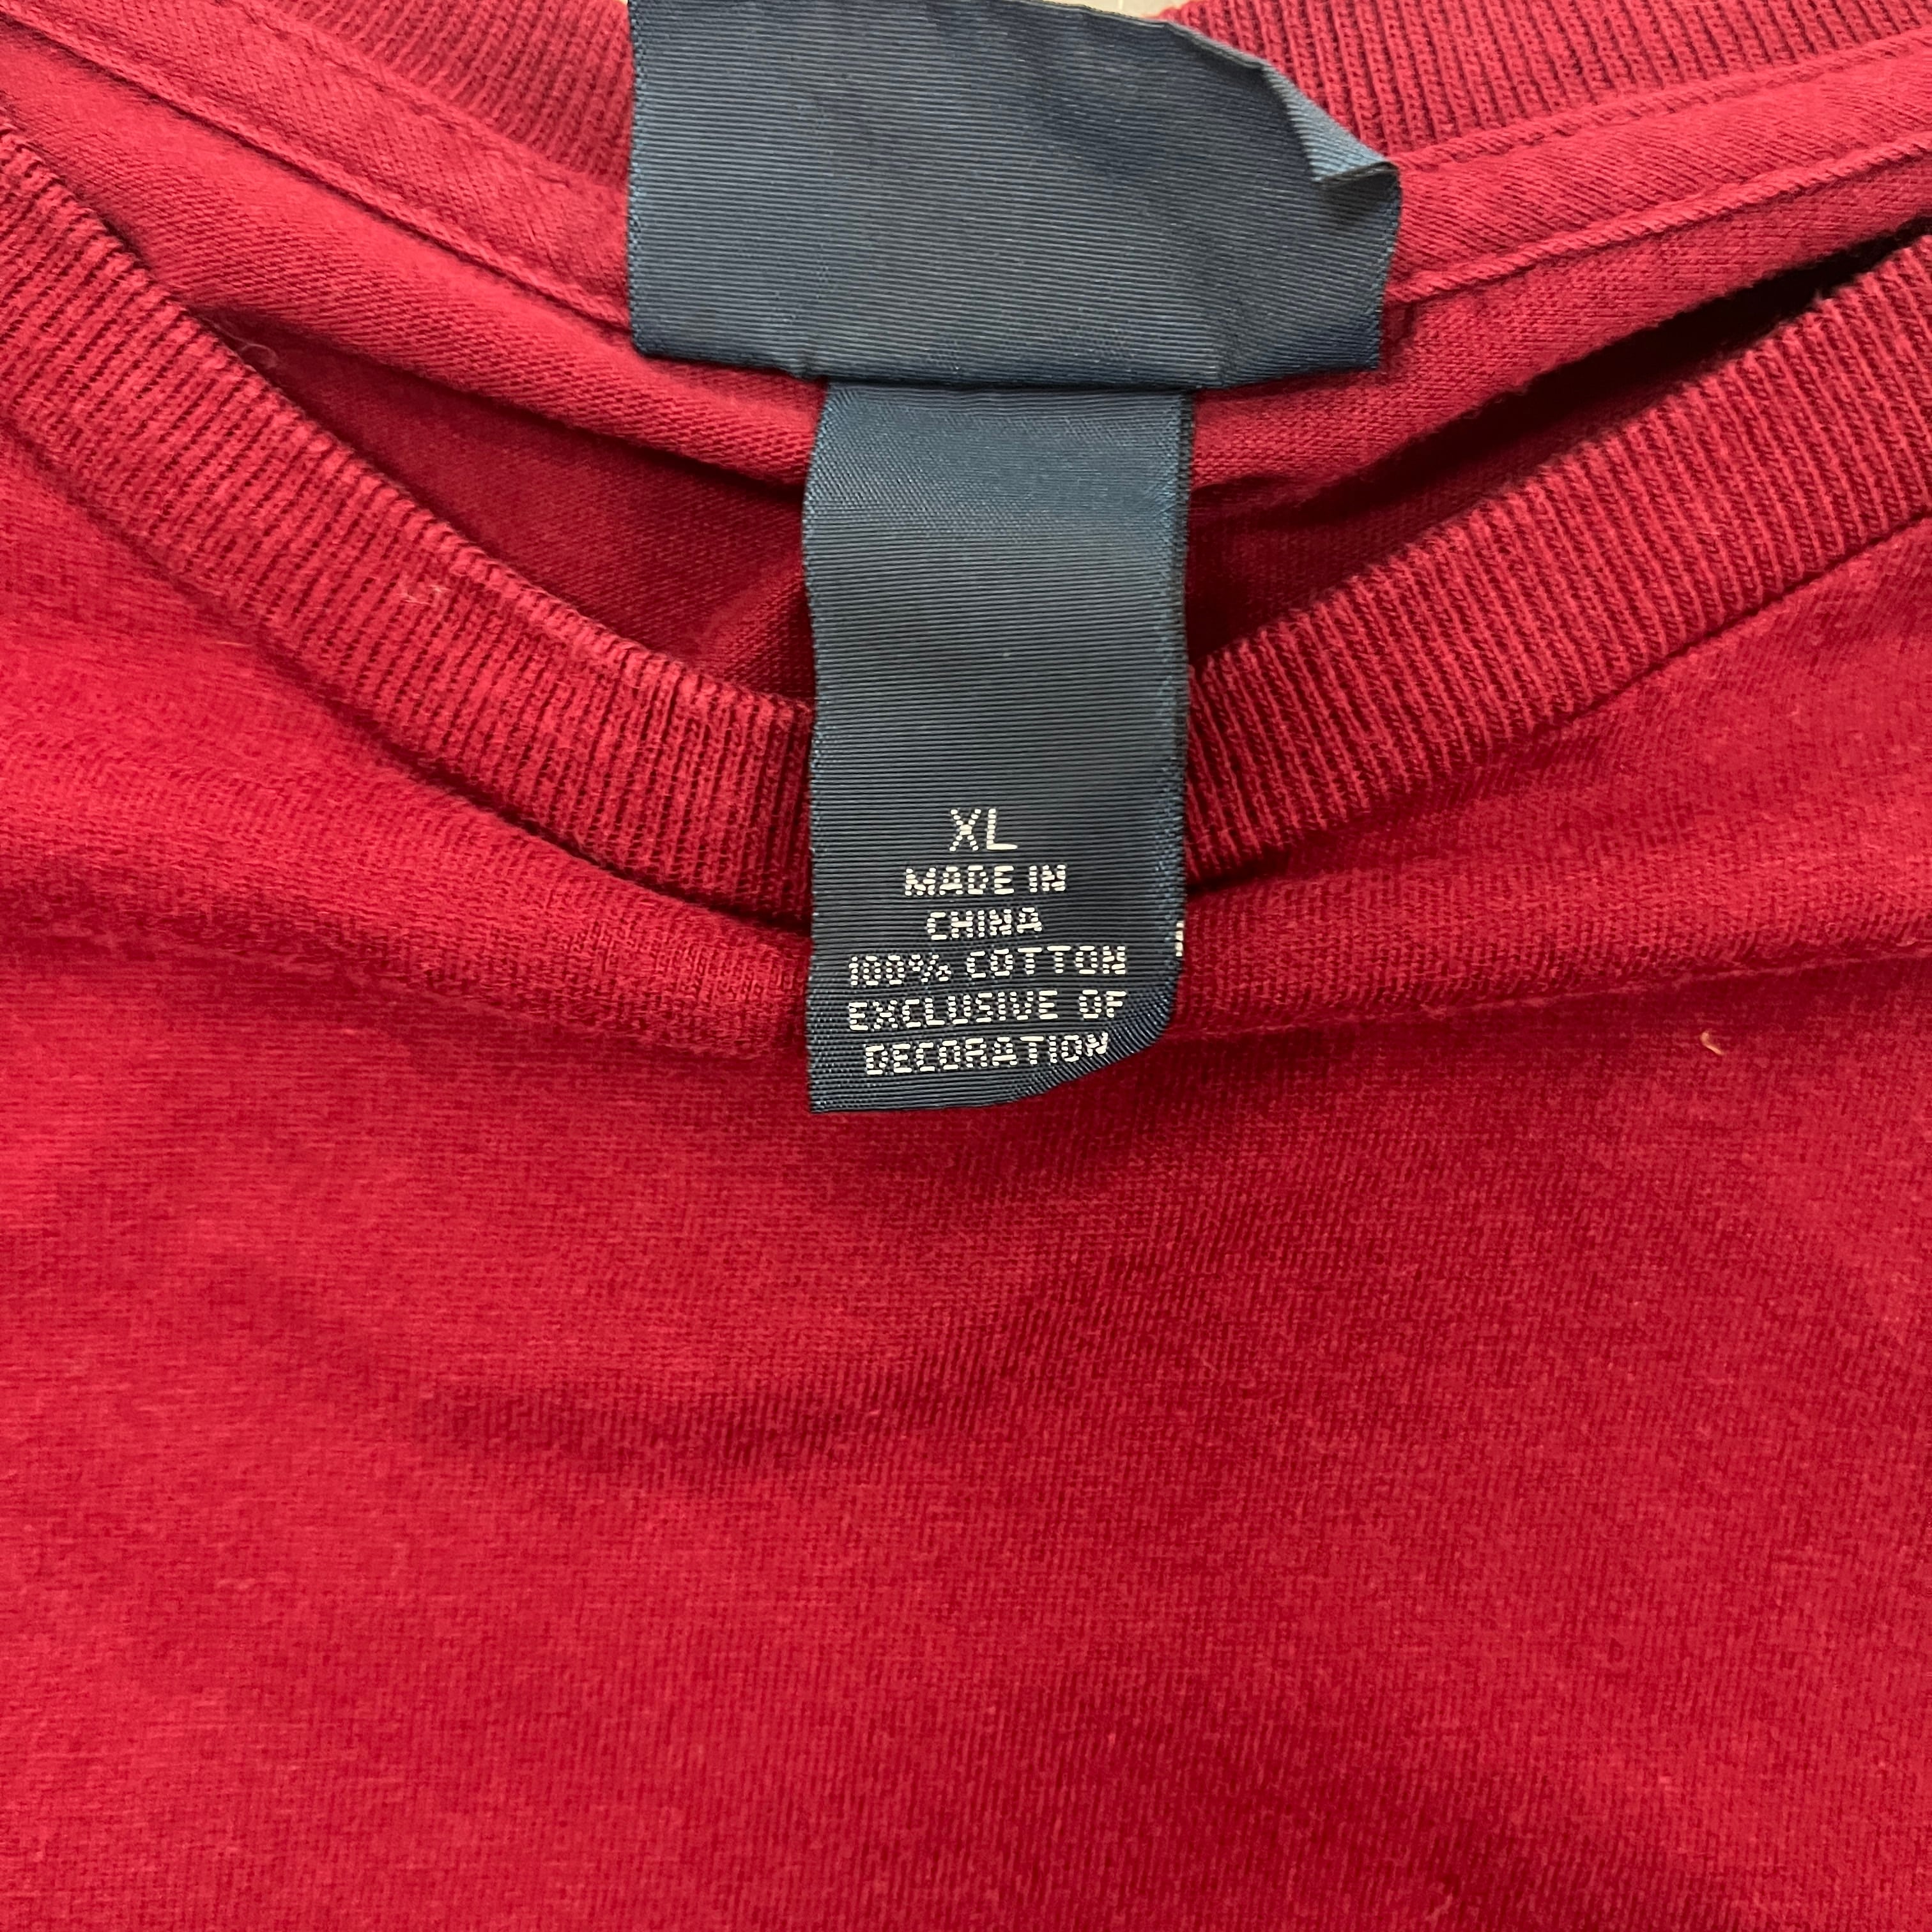 XL
MADE IN
CHINA
100% COTTON
EXCLUSIVE OF
DECORATION